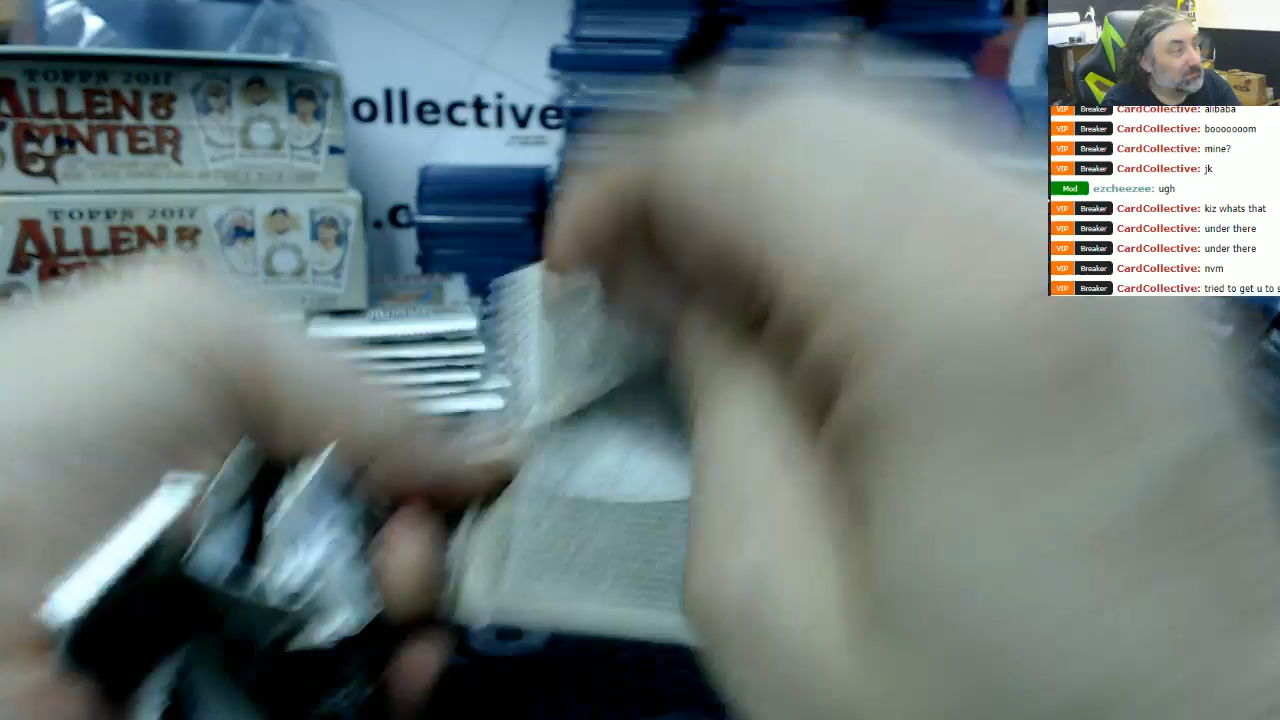 TOPPS 2017
ALLEN &
GINTER
TOPPS 2017
ALLEN &
ollective
VIP Breaker CardCollective: alibaba
VIP Breaker CardCollective: booooooom
VIP Breaker CardCollective: mine?
VIP Breaker CardCollective: jk
Mod ezcheezee: ugh
VIP Breaker CardCollective: kiz whats that
VIP Breaker CardCollective: under there
VIP Breaker CardCollective: under there
VIP Breaker CardCollective: nvm
VIP Breaker CardCollective: tried to get u to s